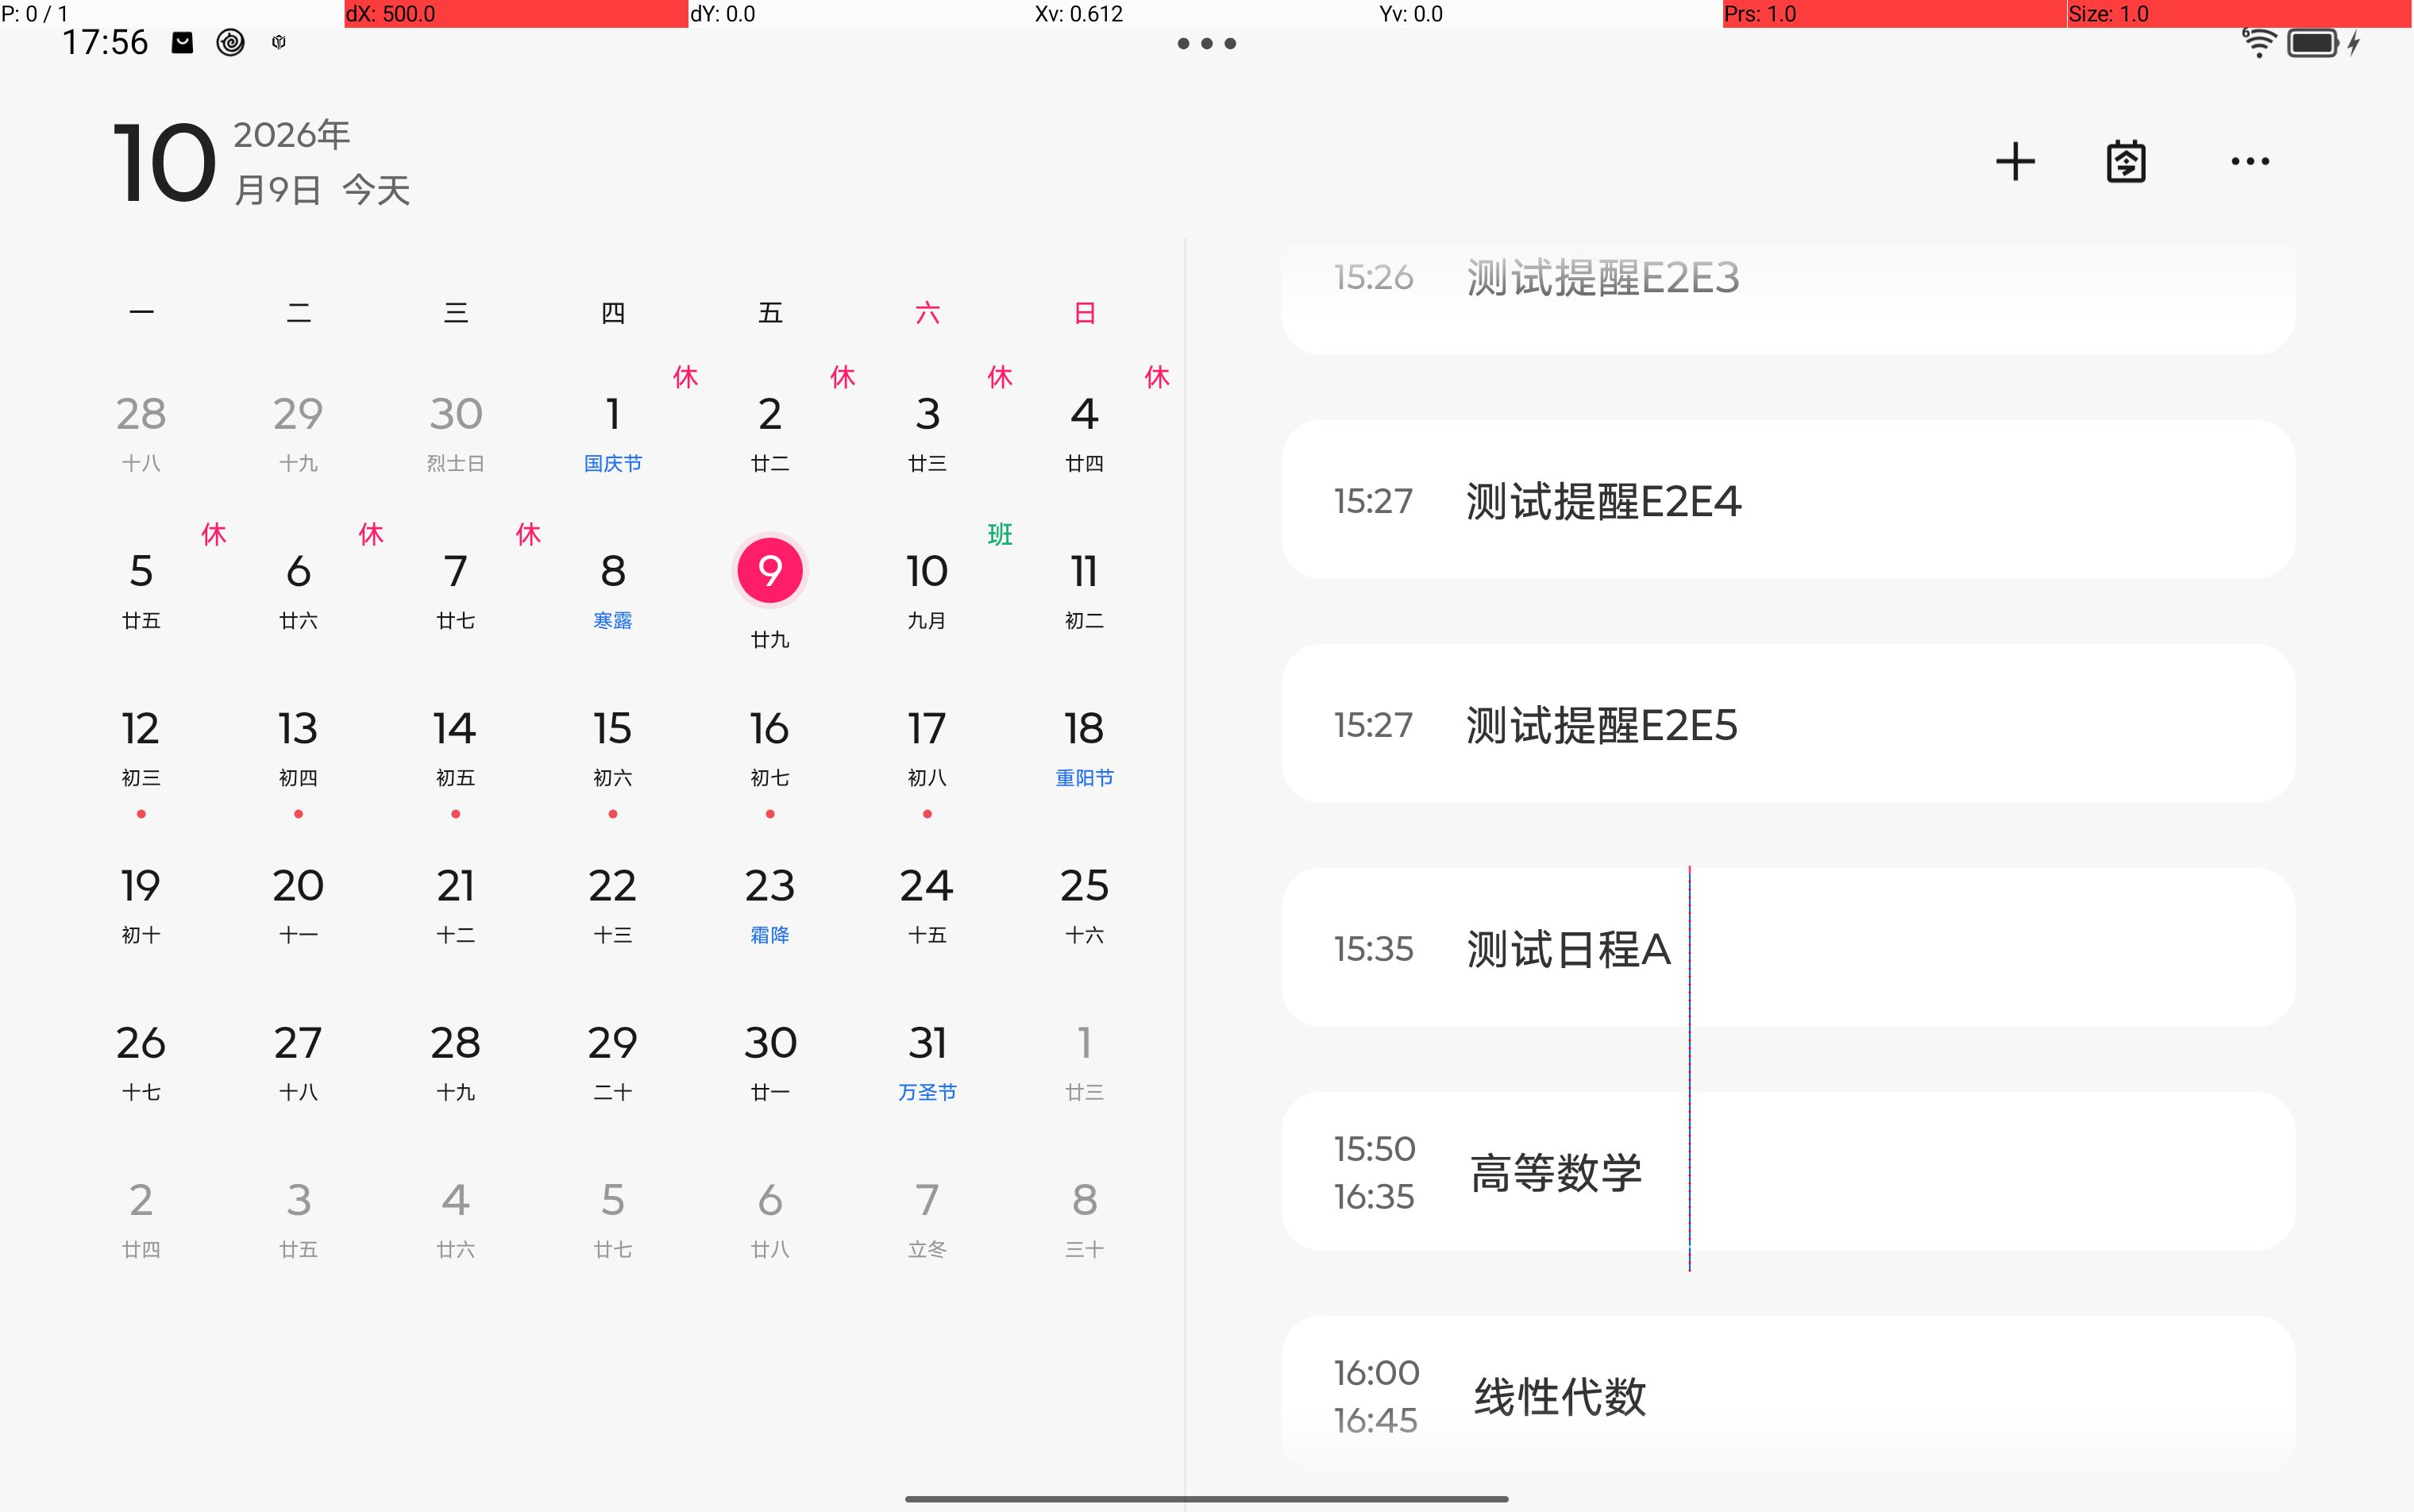 P: 0 / 1
dX: 500.0
dY: 0.0
Xv: 0.612
Yv: 0.0
Prs: 1.0
Size: 1.0
17:56
6
10
2026年
月9日 今天
今
一 二 三 四 五 六 日
休 休 休 休
28 29 30 1 2 3 4
十八 十九 烈士日 国庆节 廿二 廿三 廿四
休 休 休 班
5 6 7 8 9 10 11
廿五 廿六 廿七 寒露 廿九 九月 初二
12 13 14 15 16 17 18
初三 初四 初五 初六 初七 初八 重阳节
19 20 21 22 23 24 25
初十 十一 十二 十三 霜降 十五 十六
26 27 28 29 30 31 1
十七 十八 十九 二十 廿一 万圣节 廿三
2 3 4 5 6 7 8
廿四 廿五 廿六 廿七 廿八 立冬 三十
15:26 测试提醒E2E3
15:27 测试提醒E2E4
15:27 测试提醒E2E5
15:35 测试日程A
15:50
16:35
高等数学
16:00
16:45
线性代数